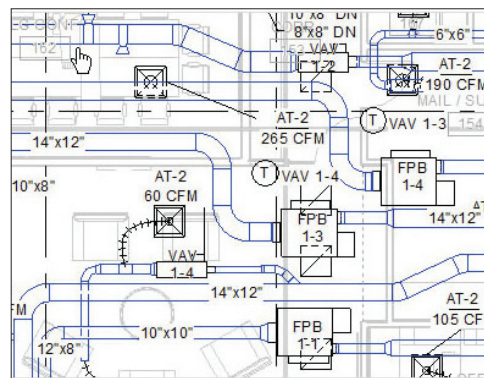 10"x8" DN
8"x8" DN
VAV
1-2
6"x6"
AT-2
190 CFM
MAIL / SU
154
AT-2
265 CFM
T
VAV 1-3
14"x12"
10"x8"
AT-2
60 CFM
T
VAV 1-4
FPB
1-4
FPB
1-3
14"x12"
VAV
1-4
14"x12"
AT-2
105 CF
10"x10"
FPB
1-1
12"x8"